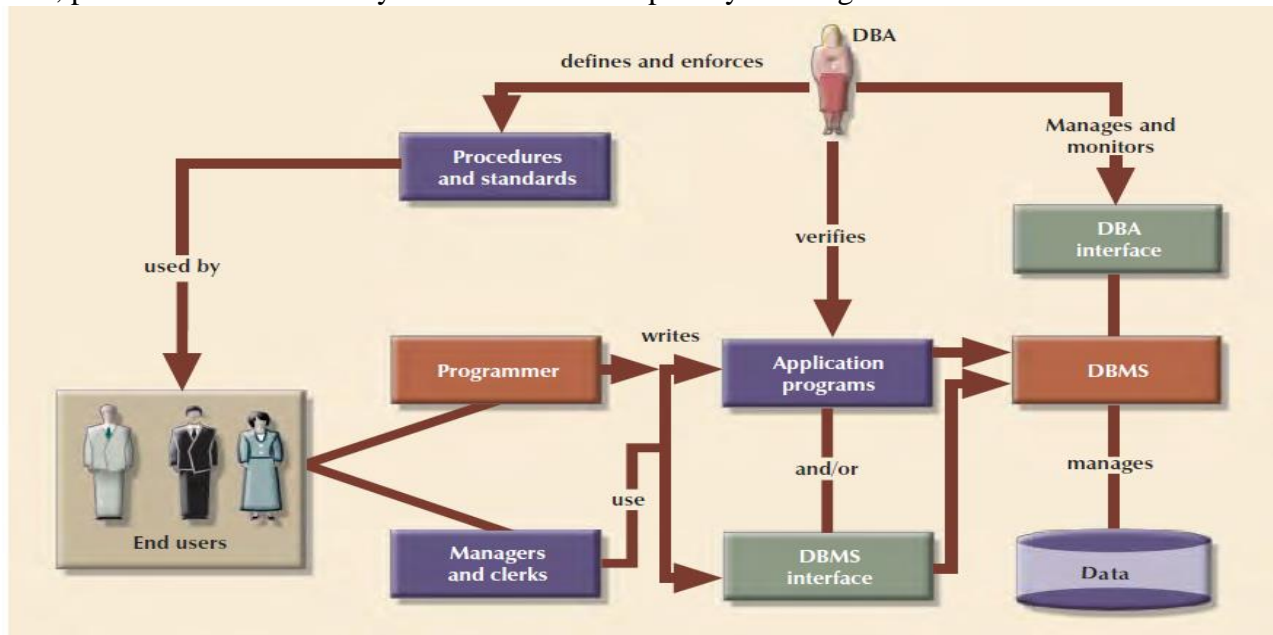 DBA
defines and enforces
Manages and
monitors
Procedures
and standards
DBA
interface
verifies
used by
writes
Programmer
Application
programs
DBMS
and/or
manages
use
End users
Managers
and clerks
DBMS
interface
Data